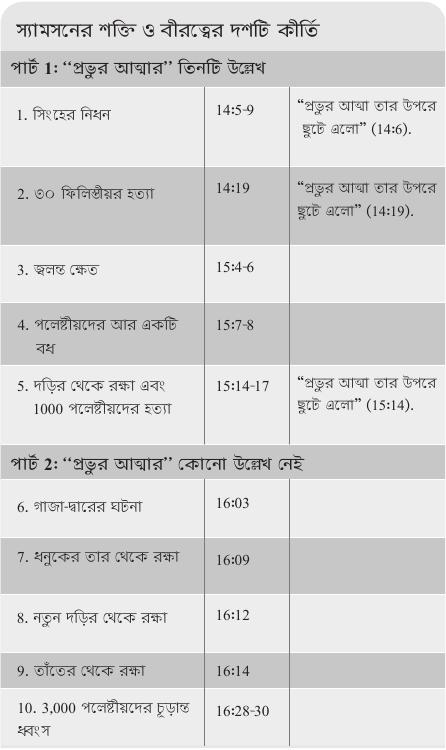 স্যামসনের শক্তি ও বীরত্বের দশটি কীর্তি
পার্ট 1: “প্রভুর আত্মার” তিনটি উল্লেখ
1. সিংহের নিধন 14:5-9 “প্রভুর আত্মা তার উপরে
ছুটে এলো” (14:6).
2. ৩০ ফিলিস্তীয়র হত্যা 14:19 “প্রভুর আত্মা তার উপরে
ছুটে এলো” (14:19).
3. জ্বলন্ত ক্ষেত 15:4-6
4. পলেষ্টীয়দের আর একটি 15:7-8
বধ
5. দড়ির থেকে রক্ষা এবং 15:14-17 “প্রভুর আত্মা তার উপরে
1000 পলেষ্টীয়দের হত্যা ছুটে এলো” (15:14).
পার্ট 2: “প্রভুর আত্মার” কোনো উল্লেখ নেই
6. গাজা-দ্বারের ঘটনা 16:03
7. ধনুকের তার থেকে রক্ষা 16:09
8. নতুন দড়ির থেকে রক্ষা 16:12
9. তাঁতের থেকে রক্ষা 16:14
10. 3,000 পলেষ্টীয়দের চূড়ান্ত 16:28-30
ধ্বংস